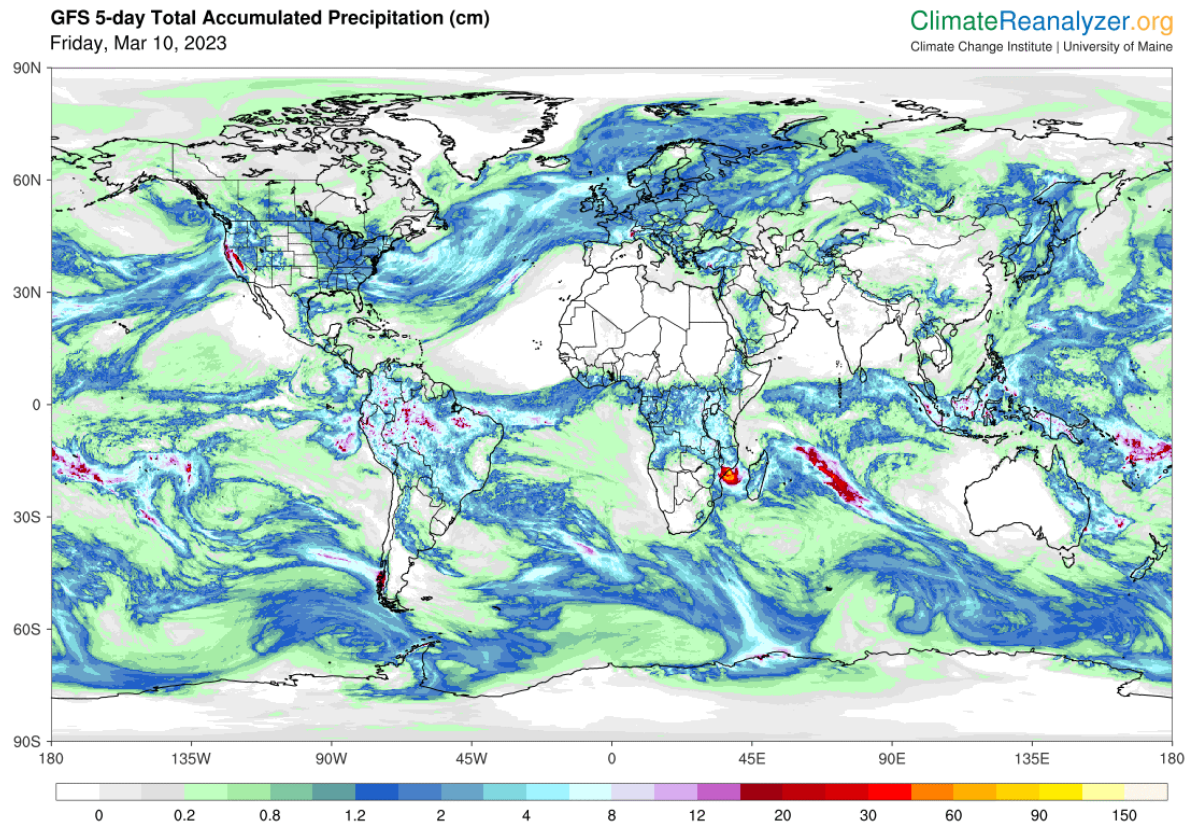 GFS 5-day Total Accumulated Precipitation (cm)
Friday, Mar 10, 2023
ClimateReanalyzer.org
Climate Change Institute | University of Maine
90N
60N
30N
0
30S
60S
90S
180 135W 90W 45W 0 45E 90E 135E 180
0 0.2 0.8 1.2 2 4 8 12 20 30 60 90 150